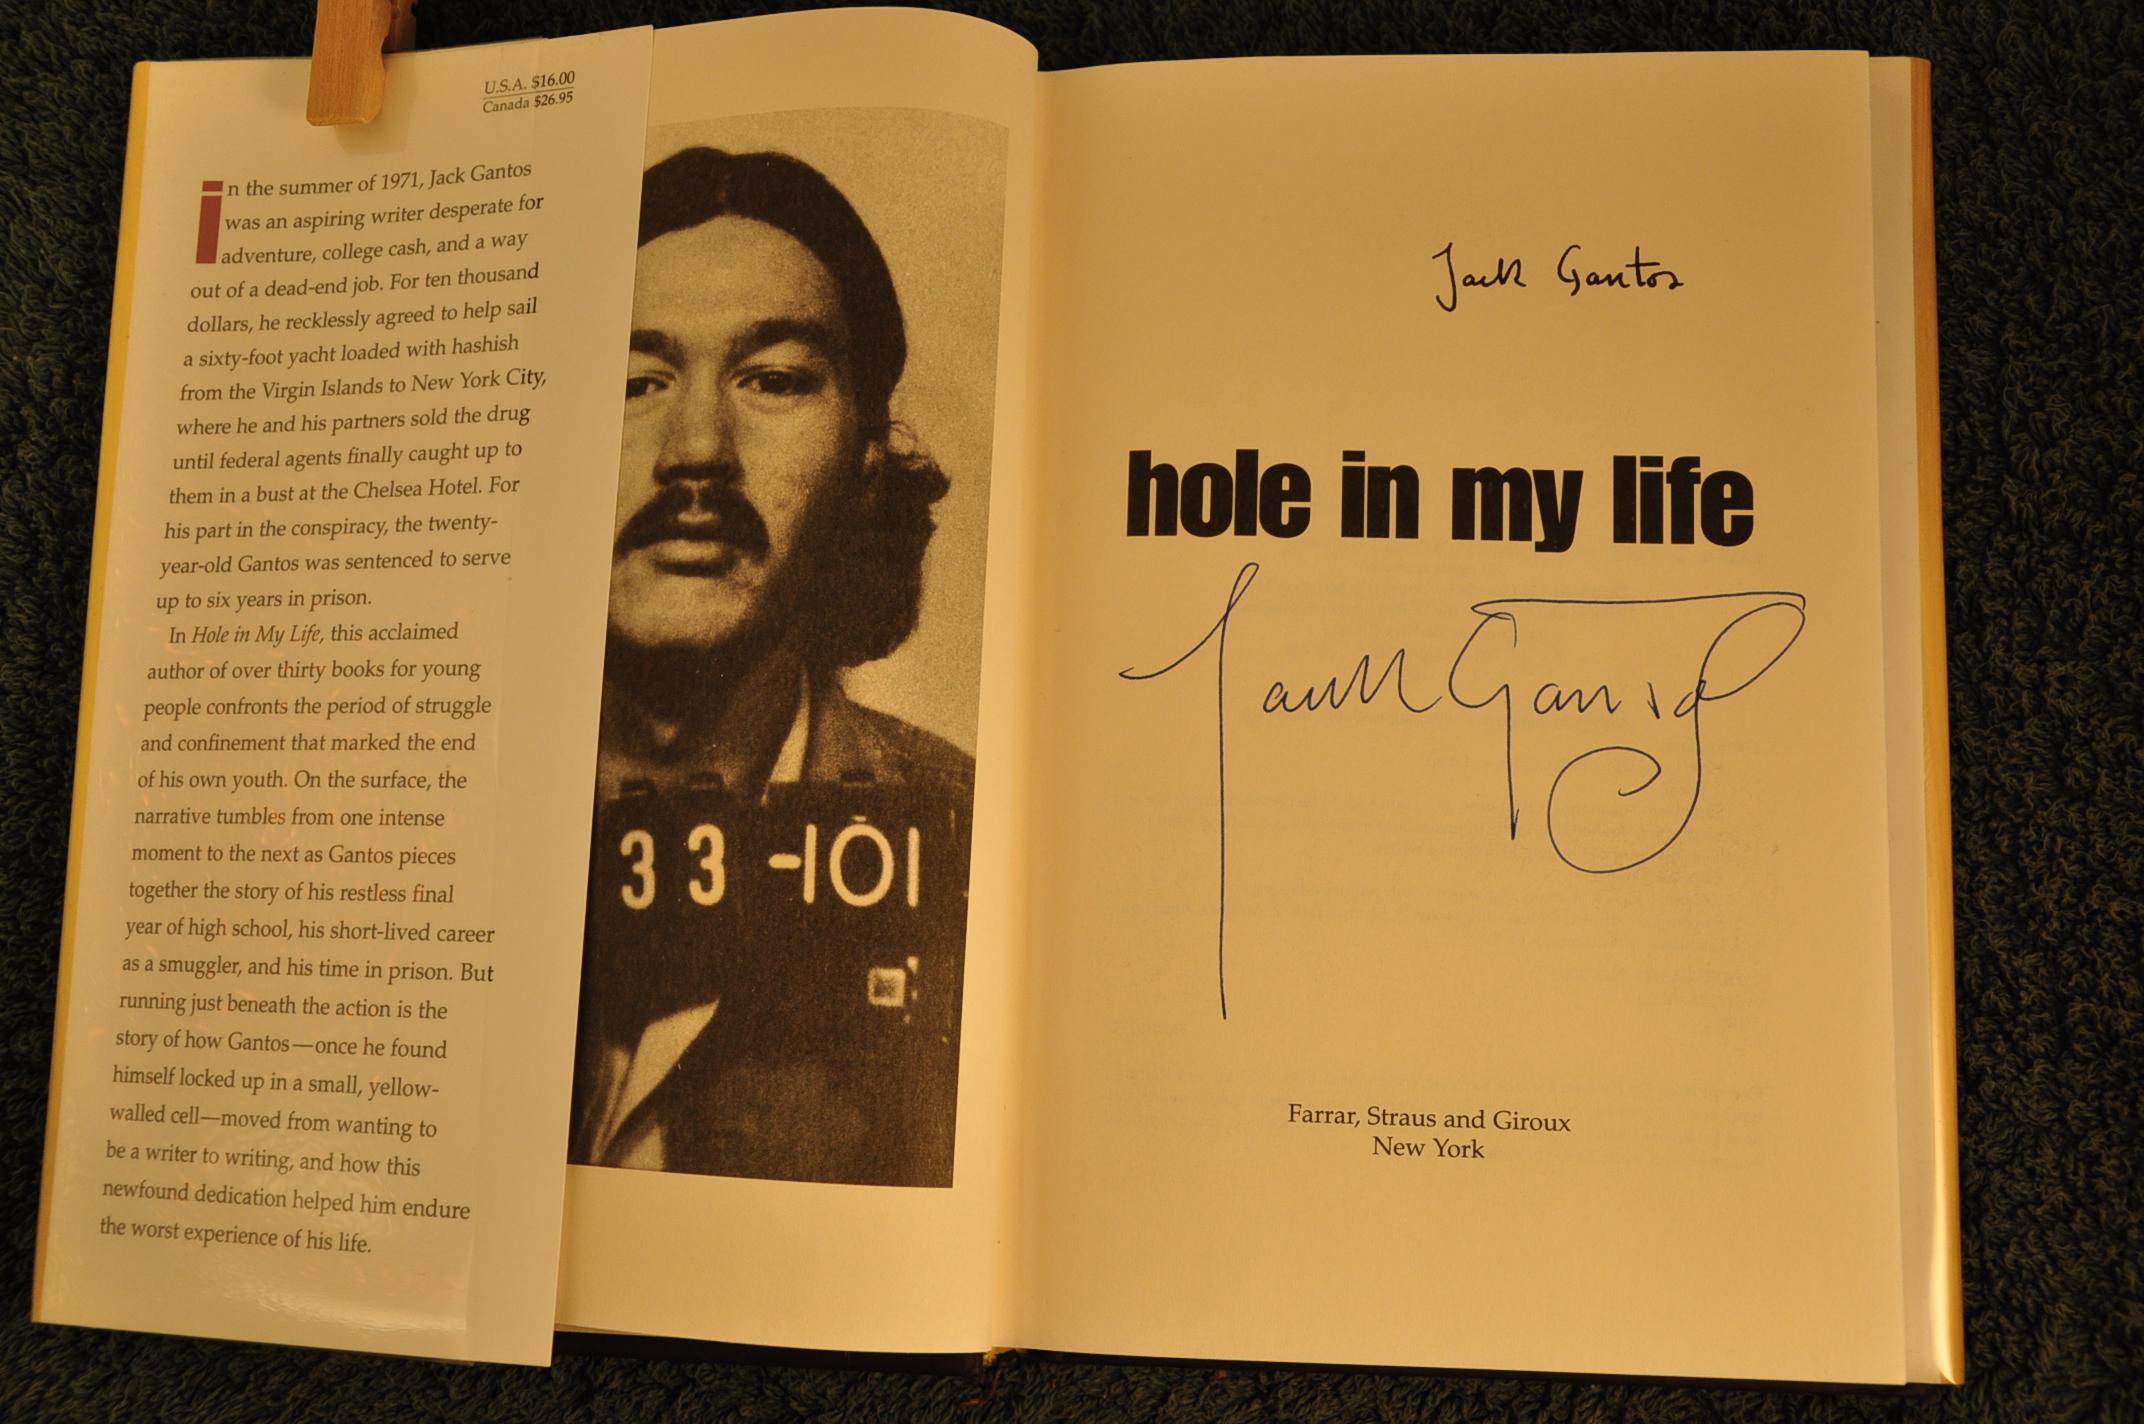 U.S.A. $16.00
Canada $26.95
in the summer of 1971, Jack Gantos
was an aspiring writer desperate for
adventure, college cash, and a way
out of a dead-end job. For ten thousand
dollars, he recklessly agreed to help sail
a sixty-foot yacht loaded with hashish
from the Virgin Islands to New York City,
where he and his partners sold the drug
until federal agents finally caught up to
them in a bust at the Chelsea Hotel. For
his part in the conspiracy, the twenty-
year-old Gantos was sentenced to serve
up to six years in prison.
In Hole in My Life, this acclaimed
author of over thirty books for young
people confronts the period of struggle
and confinement that marked the end
of his own youth. On the surface, the
narrative tumbles from one intense
moment to the next as Gantos pieces
together the story of his restless final
year of high school, his short-lived career
as a smuggler, and his time in prison. But
running just beneath the action is the
story of how Gantos—once he found
himself locked up in a small, yellow-
walled cell—moved from wanting to
be a writer to writing, and how this
newfound dedication helped him endure
the worst experience of his life.
33-101
Jack Gantos
hole in my life
Jack Gantos
Farrar, Straus and Giroux
New York